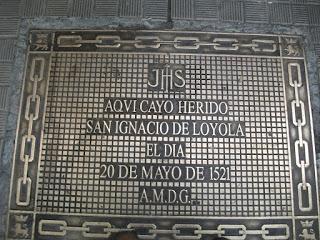 JHS
AQVI CAYO HERIDO
SAN IGNACIO DE LOYOLA
EL DIA
20 DE MAYO DE 1521
A.M.D.G.